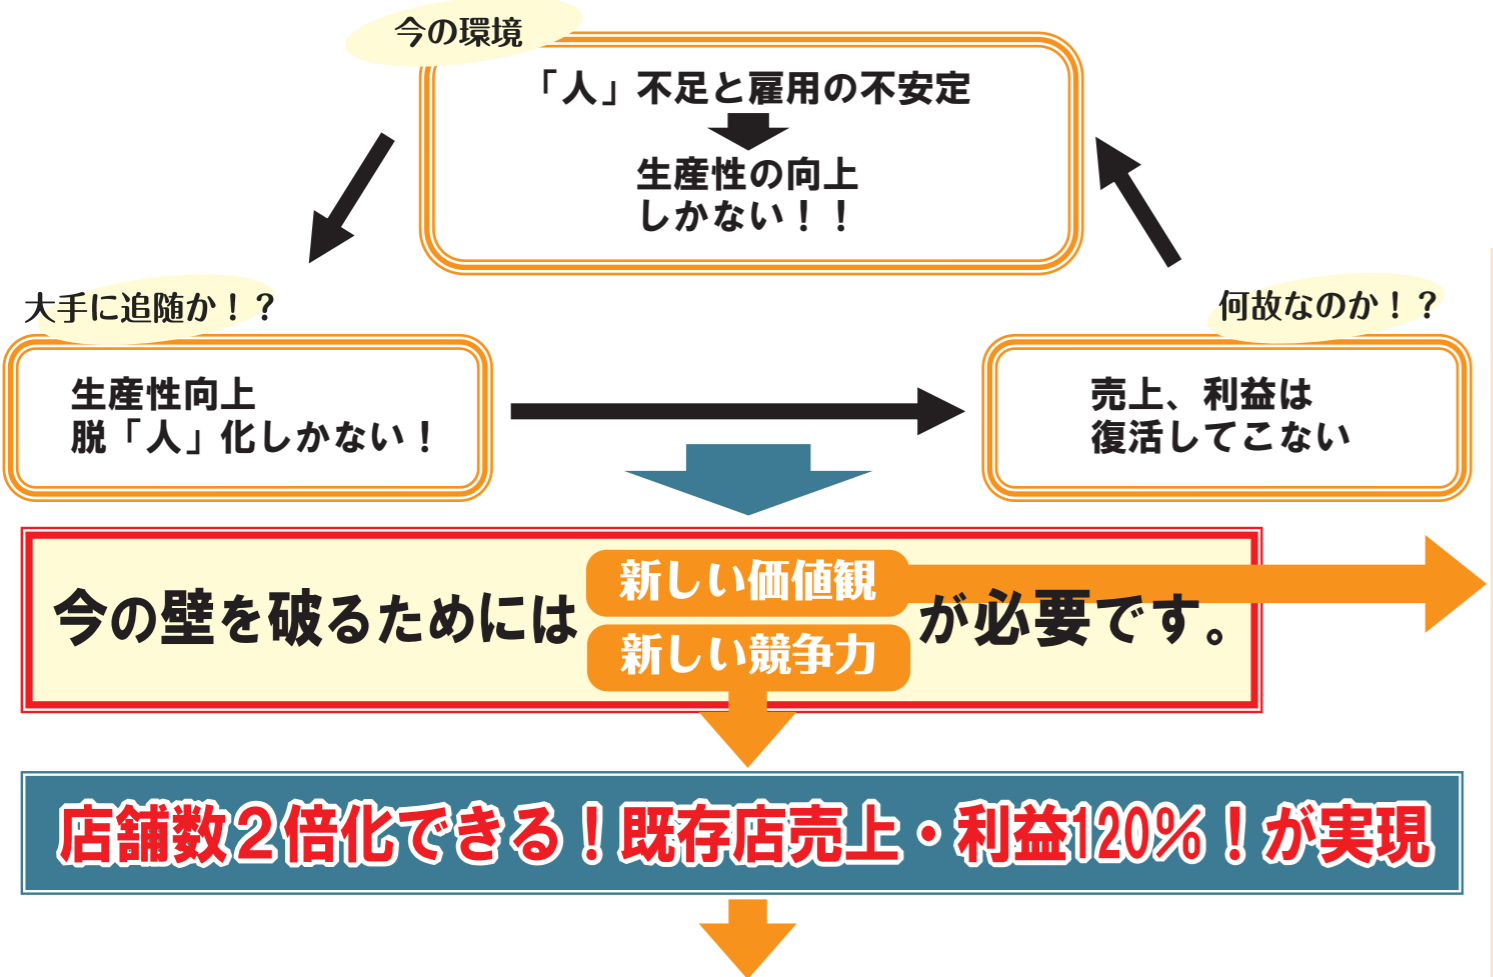 今の環境
「人」不足と雇用の不安定
生産性の向上
しかない！！
大手に追随か！？
生産性向上
脱「人」化しかない！
何故なのか！？
売上、利益は
復活してこない
今の壁を破るためには
新しい価値観
新しい競争力
が必要です。
店舗数２倍化できる！既存店売上・利益120％！が実現